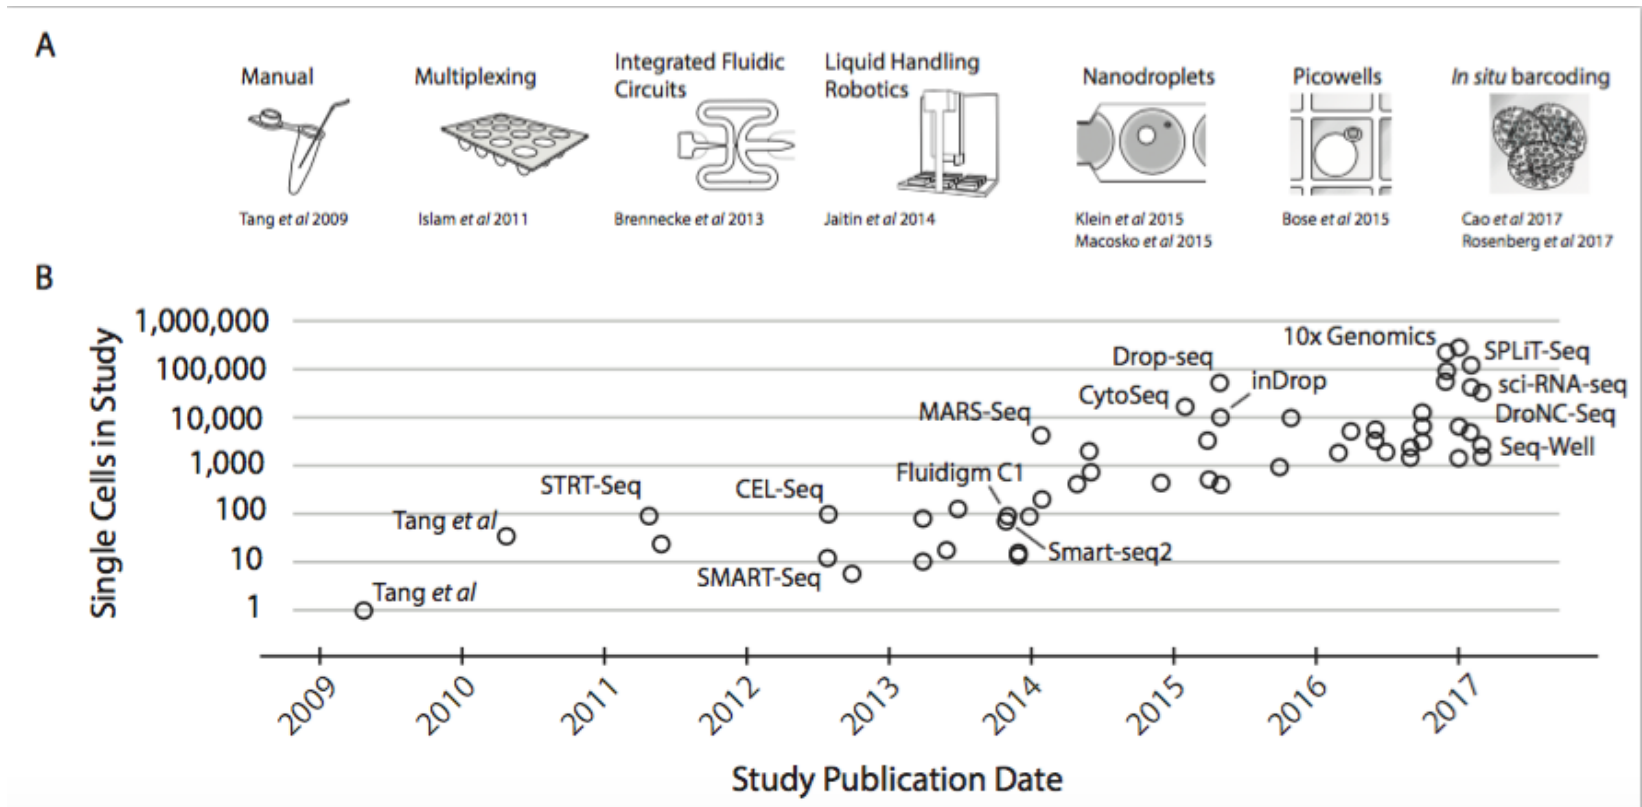 A
Manual
Multiplexing
Integrated Fluidic
Circuits
Liquid Handling
Robotics
Nanodroplets
Picowells
In situ barcoding
Tang et al 2009
Islam et al 2011
Brennecke et al 2013
Jaitin et al 2014
Klein et al 2015
Macosko et al 2015
Bose et al 2015
Cao et al 2017
Rosenberg et al 2017
B
Single Cells in Study
1,000,000
100,000
10,000
1,000
100
10
1
Tang et al
Tang et al
STRT-Seq
CEL-Seq
SMART-Seq
Fluidigm C1
Smart-seq2
MARS-Seq
CytoSeq
Drop-seq
inDrop
10x Genomics
SPLiT-Seq
sci-RNA-seq
DroNC-Seq
Seq-Well
2009
2010
2011
2012
2013
2014
2015
2016
2017
Study Publication Date